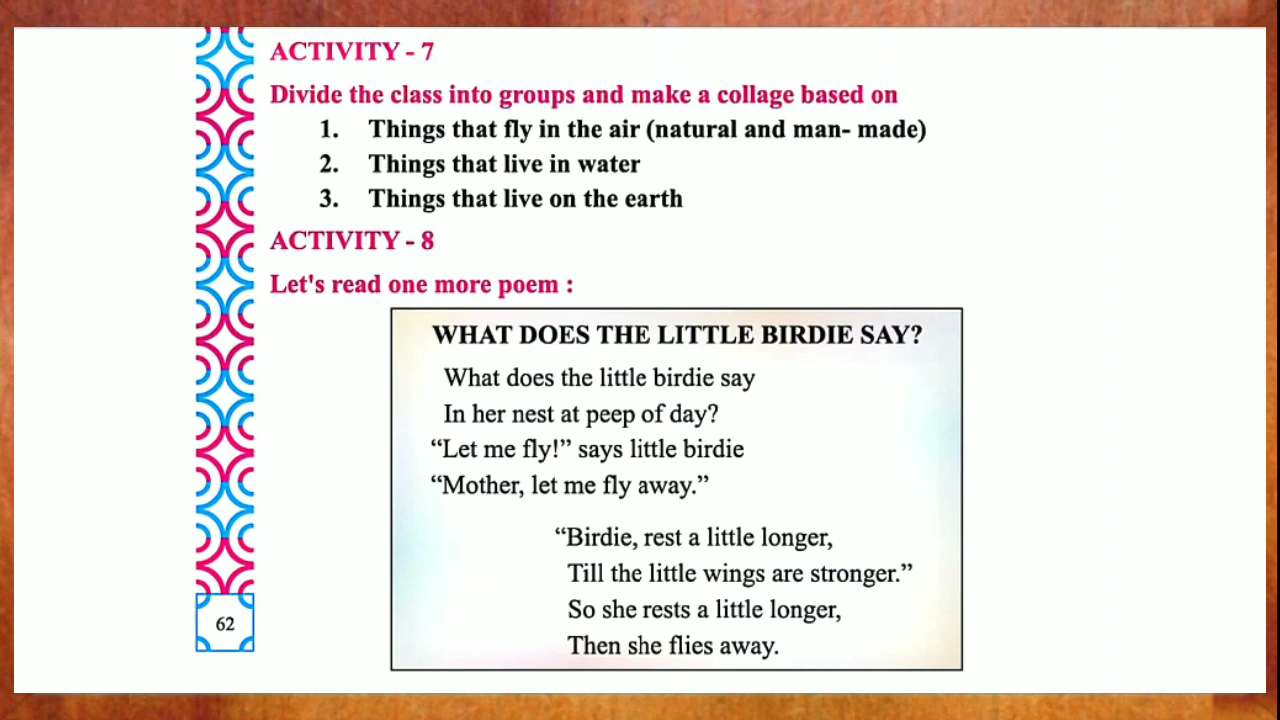 ACTIVITY - 7
Divide the class into groups and make a collage based on
1. Things that fly in the air (natural and man- made)
2. Things that live in water
3. Things that live on the earth
ACTIVITY - 8
Let's read one more poem :
WHAT DOES THE LITTLE BIRDIE SAY?
What does the little birdie say
In her nest at peep of day?
“Let me fly!” says little birdie
“Mother, let me fly away.”
“Birdie, rest a little longer,
Till the little wings are stronger.”
So she rests a little longer,
Then she flies away.
62